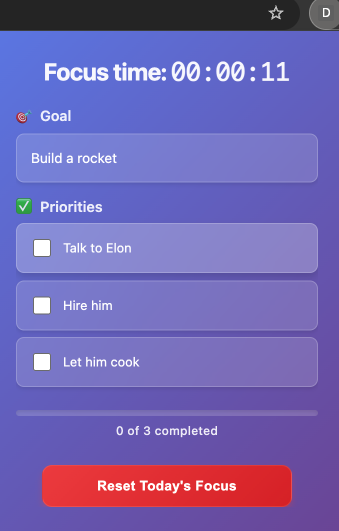 D
Focus time: 00:00:11
🎯 Goal
Build a rocket
✅ Priorities
Talk to Elon
Hire him
Let him cook
0 of 3 completed
Reset Today's Focus